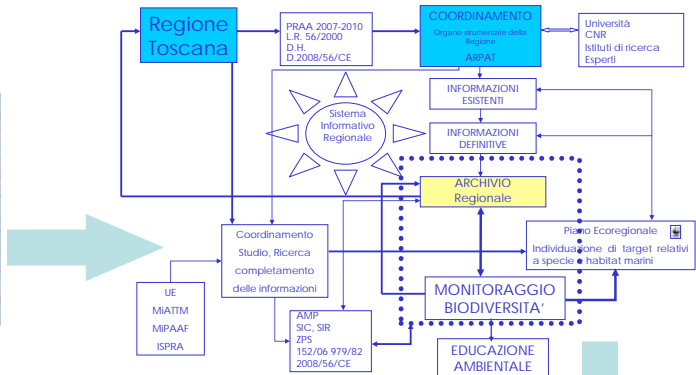 Regione
Toscana
PRAA 2007-2010
L.R. 56/2000
D.H.
D.2008/56/CE
COORDINAMENTO
Organo strumentale della
Regione
ARPAT
Università
CNR
Istituti di ricerca
Esperti
INFORMAZIONI
ESISTENTI
Sistema
Informativo
Regionale
INFORMAZIONI
DEFINITIVE
ARCHIVIO
Regionale
Coordinamento
Studio, Ricerca
completamento
delle informazioni
Piano Ecoregionale
Individuazione di target relativi
a specie e habitat marini
UE
MiATTM
MiPAAF
ISPRA
AMP
SIC, SIR
ZPS
152/06 979/82
2008/56/CE
MONITORAGGIO
BIODIVERSITA’
EDUCAZIONE
AMBIENTALE